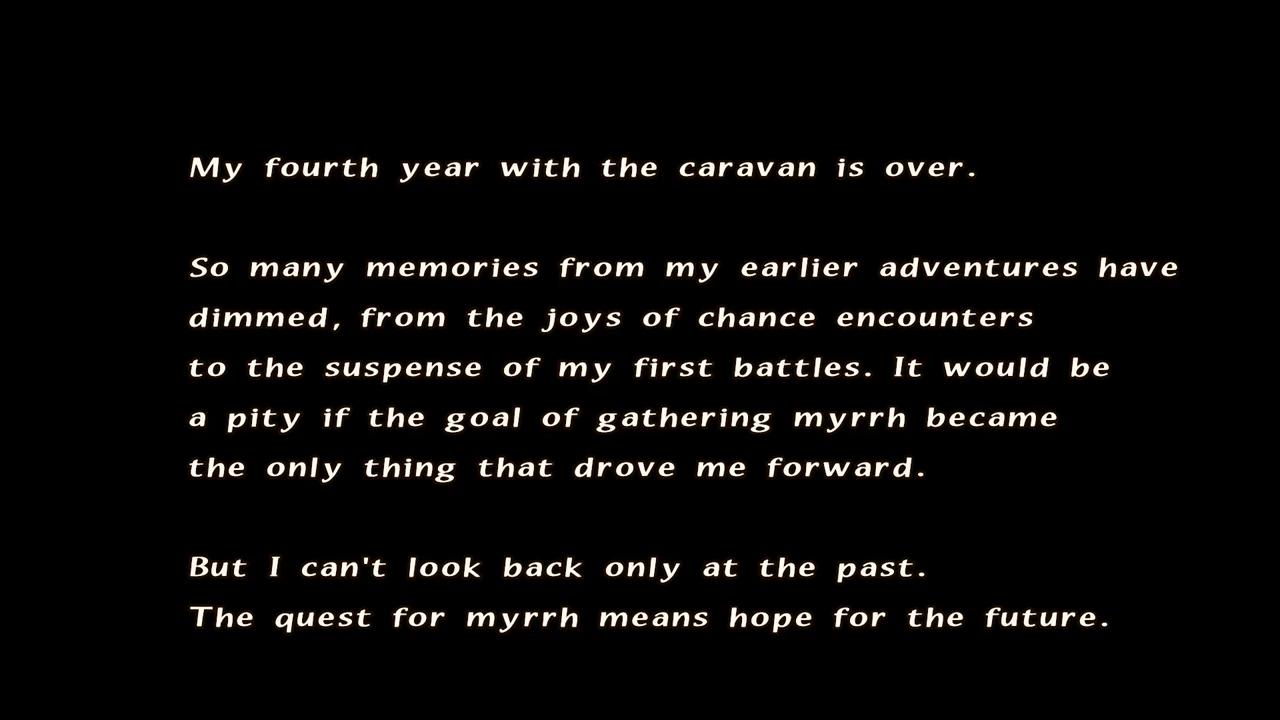 My fourth year with the caravan is over.
So many memories from my earlier adventures have
dimmed, from the joys of chance encounters
to the suspense of my first battles. It would be
a pity if the goal of gathering myrrh became
the only thing that drove me forward.
But I can't look back only at the past.
The quest for myrrh means hope for the future.